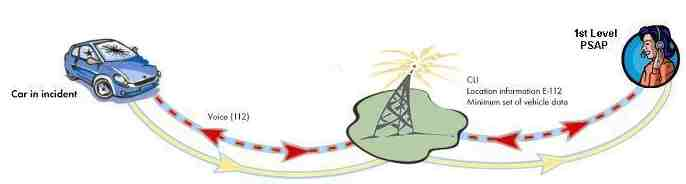 1st Level
PSAP
Car in incident
CLI
Location information E-112
Minimum set of vehicle data
Voice (112)